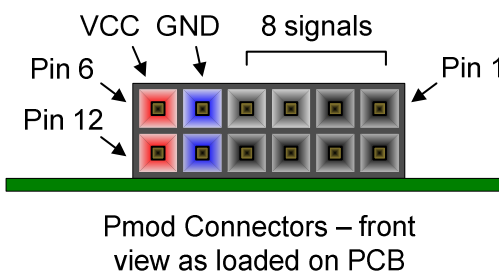 VCC GND 8 signals
Pin 6
Pin 1
Pin 12
Pmod Connectors – front
view as loaded on PCB